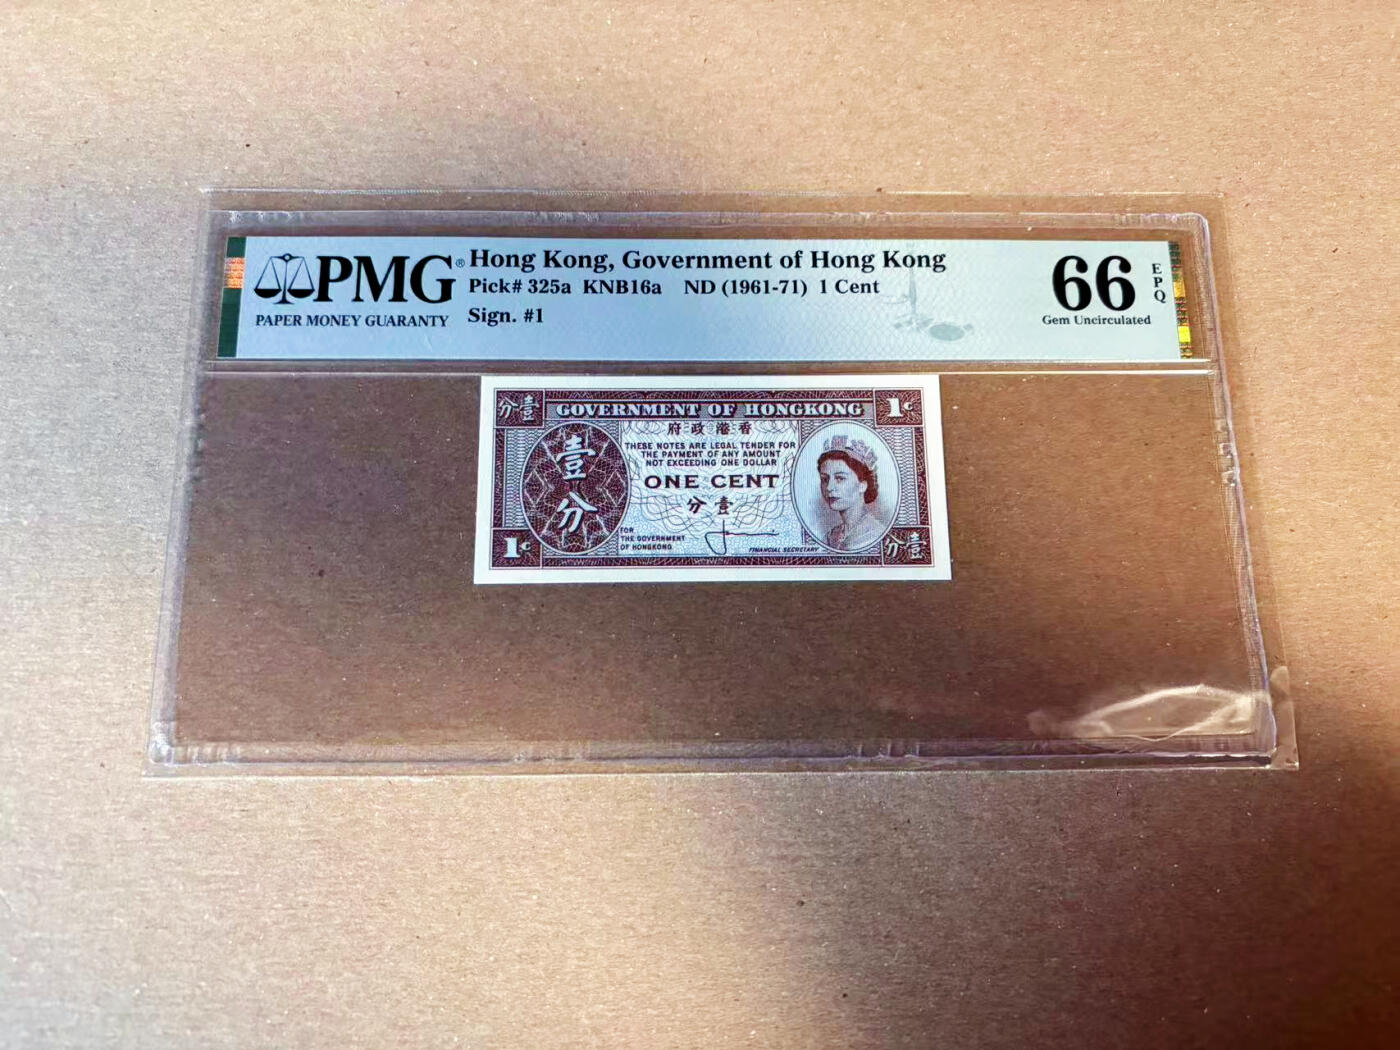 PMG®
PAPER MONEY GUARANTY
Hong Kong, Government of Hong Kong
Pick# 325a KNB16a ND (1961-71) 1 Cent
Sign. #1
66
EPQ
Gem Uncirculated
分壹
GOVERNMENT OF HONGKONG
1¢
府政港香
壹分
THESE NOTES ARE LEGAL TENDER FOR
THE PAYMENT OF ANY AMOUNT
NOT EXCEEDING ONE DOLLAR
ONE CENT
分壹
FOR
THE GOVERNMENT
OF HONGKONG
FINANCIAL SECRETARY
1¢
分壹